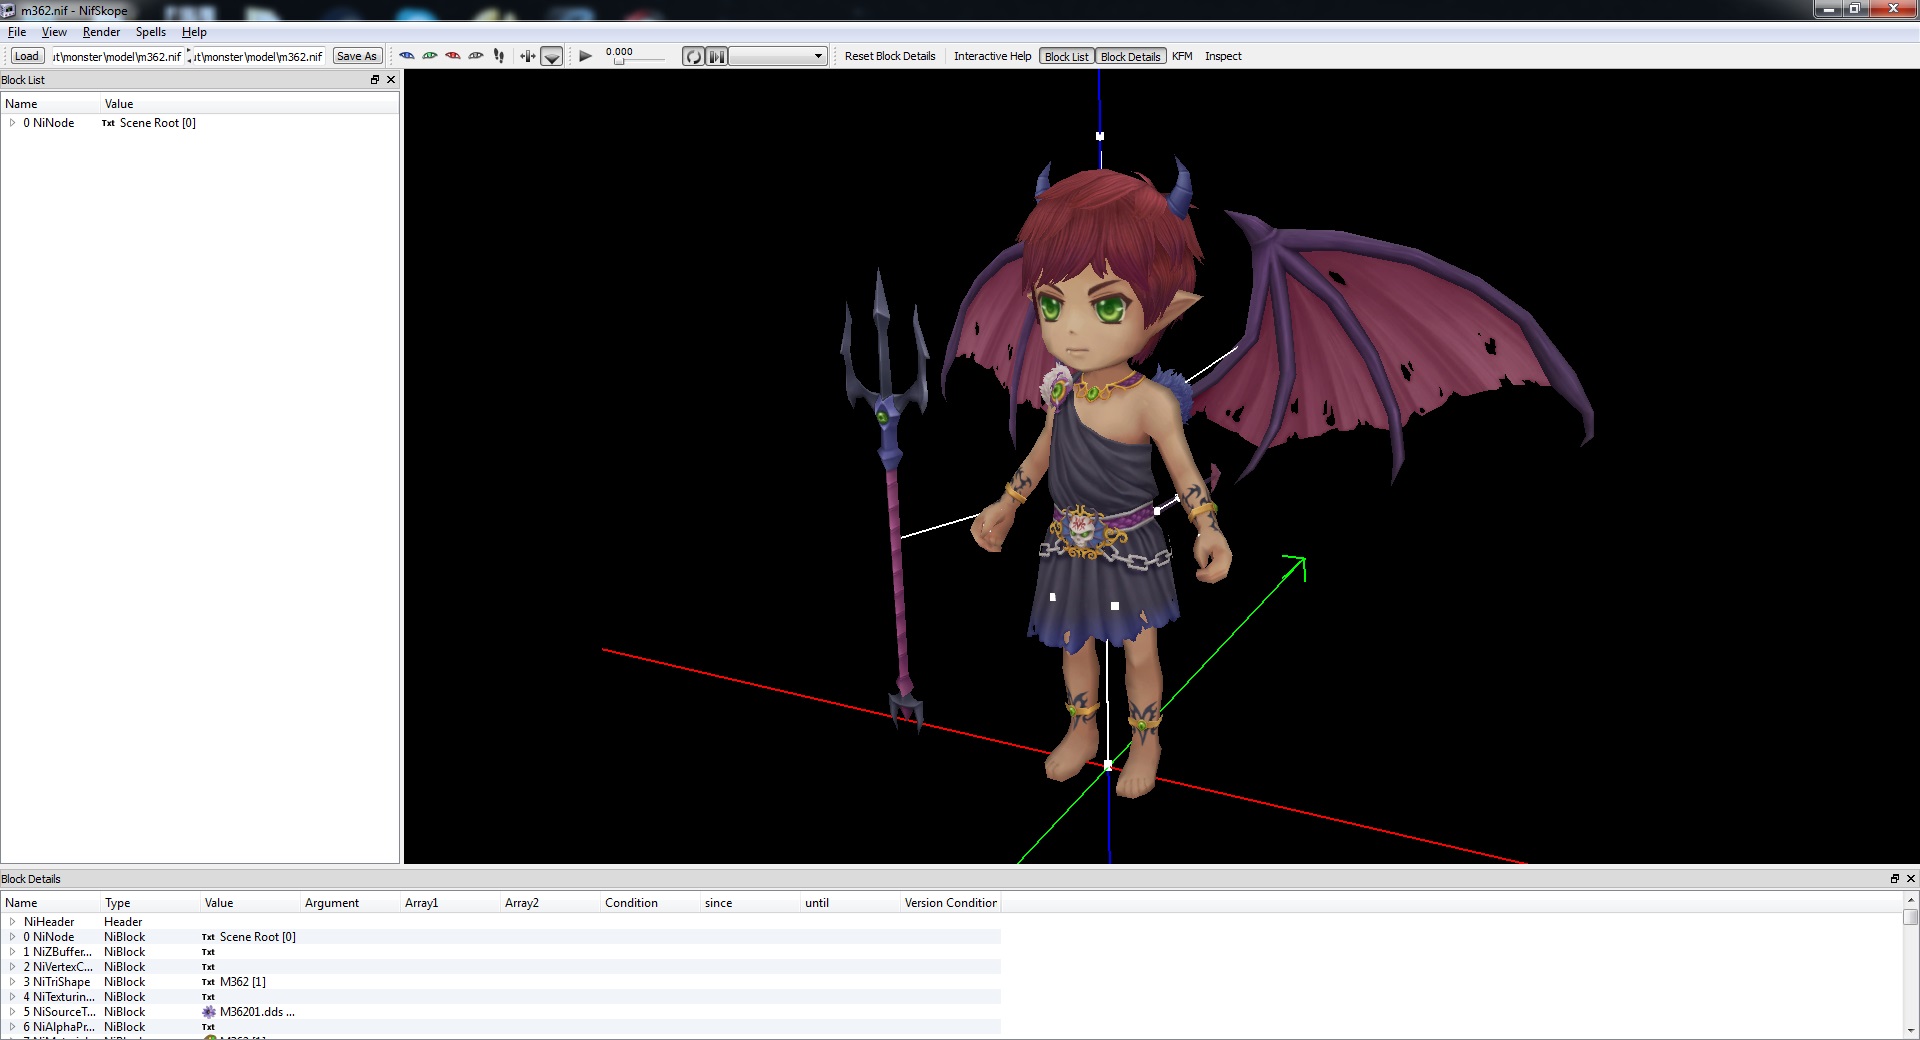 m362.nif - NifSkope
File View Render Spells Help
Load ut\monster\model\m362.nif ut\monster\model\m362.nif Save As 0.000 Reset Block Details Interactive Help Block List Block Details KFM Inspect
Block List
Name Value
0 NiNode Txt Scene Root [0]
Block Details
Name Type Value Argument Array1 Array2 Condition since until Version Condition
NiHeader Header
0 NiNode NiBlock Txt Scene Root [0]
1 NiZBuffer... NiBlock Txt
2 NiVertexC... NiBlock Txt
3 NiTriShape NiBlock Txt M362 [1]
4 NiTexturin... NiBlock Txt
5 NiSourceT... NiBlock M36201.dds ...
6 NiAlphaPr... NiBlock Txt